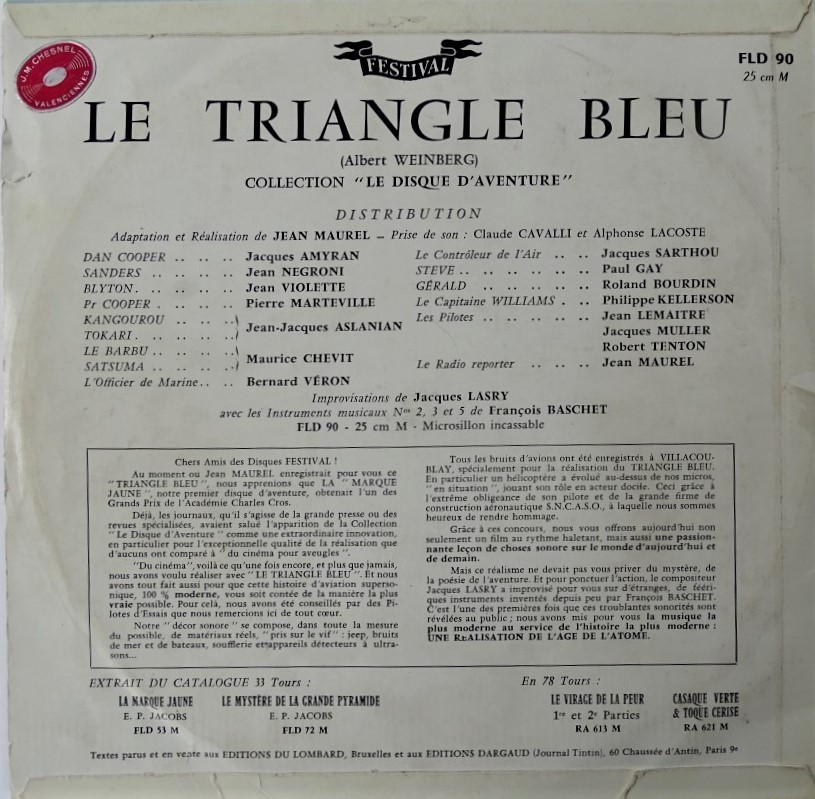 J.M. CHESNEL
VALENCIENNES
FESTIVAL
FLD 90
25 cm M
LE TRIANGLE BLEU
(Albert WEINBERG)
COLLECTION "LE DISQUE D'AVENTURE"
DISTRIBUTION
Adaptation et Réalisation de JEAN MAUREL – Prise de son : Claude CAVALLI et Alphonse LACOSTE
DAN COOPER .. .. .. Jacques AMYRAN
SANDERS .. .. .. .. Jean NEGRONI
BLYTON. .. .. .. .. Jean VIOLETTE
Pr COOPER . .. .. .. Pierre MARTEVILLE
KANGOUROU .. .. ..
TOKARI . .. .. .. ..
Jean-Jacques ASLANIAN
LE BARBU .. .. .. ..
SATSUMA .. .. .. ..
Maurice CHEVIT
L'Officier de Marine .. .. Bernard VÉRON
Le Contrôleur de l'Air .. .. Jacques SARTHOU
STEVE .. .. .. .. .. .. Paul GAY
GÉRALD .. .. .. .. .. Roland BOURDIN
Le Capitaine WILLIAMS . .. Philippe KELLERSON
Les Pilotes .. .. .. .. .. Jean LEMAITRE
Jacques MULLER
Robert TENTON
Le Radio reporter .. .. .. Jean MAUREL
Improvisations de Jacques LASRY
avec les Instruments musicaux Nos 2, 3 et 5 de François BASCHET
FLD 90 - 25 cm M - Microsillon incassable
Chers Amis des Disques FESTIVAL !
Au moment ou Jean MAUREL enregistrait pour vous ce
"TRIANGLE BLEU", nous apprenions que LA "MARQUE
JAUNE", notre premier disque d'aventure, obtenait l'un des
Grands Prix de l'Académie Charles Cros.
Déjà, les journaux, qu'il s'agisse de la grande presse ou des
revues spécialisées, avaient salué l'apparition de la Collection
"Le Disque d'Aventure" comme une extraordinaire innovation,
en particulier pour l'exceptionnelle qualité de la réalisation que
d'aucuns ont comparé à "du cinéma pour aveugles".
"Du cinéma", voilà ce qu'une fois encore, et plus que jamais,
nous avons voulu réaliser avec "LE TRIANGLE BLEU". Et nous
avons tout fait aussi pour que cette histoire d'aviation superso-
nique, 100 % moderne, vous soit contée de la manière la plus
vraie possible. Pour celà, nous avons été conseillés par des Pi-
lotes d'Essais que nous remercions ici de tout cœur.
Notre "décor sonore" se compose, dans toute la mesure
du possible, de matériaux réels, "pris sur le vif" : jeep, bruits
de mer et de bateaux, soufflerie et appareils détecteurs à ultra-
sons...
Tous les bruits d'avions ont été enregistrés à VILLACOU-
BLAY, spécialement pour la réalisation du TRIANGLE BLEU.
En particulier un hélicoptère a évolué au-dessus de nos micros,
"en situation", jouant son rôle en acteur docile. Ceci grâce à
l'extrême obligeance de son pilote et de la grande firme de
construction aéronautique S.N.C.A.S.O., à laquelle nous sommes
heureux de rendre hommage.
Grâce à ces concours, nous vous offrons aujourd'hui non
seulement un film au rythme haletant, mais aussi une passion-
nante leçon de choses sonore sur le monde d'aujourd'hui et
de demain.
Mais ce réalisme ne devait pas vous priver du mystère, de
la poésie de l'aventure. Et pour ponctuer l'action, le compositeur
Jacques LASRY a improvisé pour vous sur d'étranges, de féeri-
ques instruments inventés depuis peu par François BASCHET.
C'est l'une des premières fois que ces troublantes sonorités sont
révélées au public ; nous avons mis pour vous la musique la
plus moderne au service de l'histoire la plus moderne :
UNE REALISATION DE L'AGE DE L'ATOME.
EXTRAIT DU CATALOGUE 33 Tours :
LA MARQUE JAUNE
E. P. JACOBS
FLD 53 M
LE MYSTÈRE DE LA GRANDE PYRAMIDE
E. P. JACOBS
FLD 72 M
En 78 Tours :
LE VIRAGE DE LA PEUR
1re et 2e Parties
RA 613 M
CASAQUE VERTE
& TOQUE CERISE
RA 621 M
Textes parus et en vente aux EDITIONS DU LOMBARD, Bruxelles et aux EDITIONS DARGAUD (Journal Tintin), 60 Chaussée d'Antin, Paris 9e